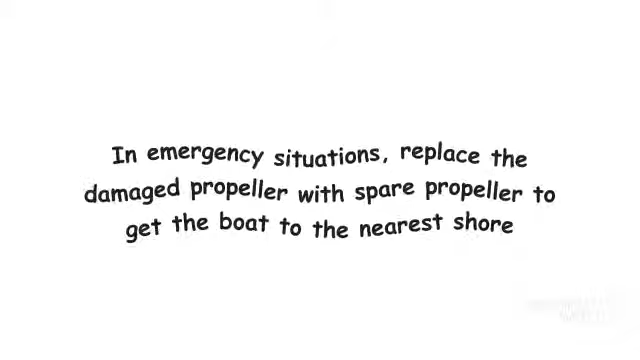 In emergency situations, replace the
damaged propeller with spare propeller to
get the boat to the nearest shore